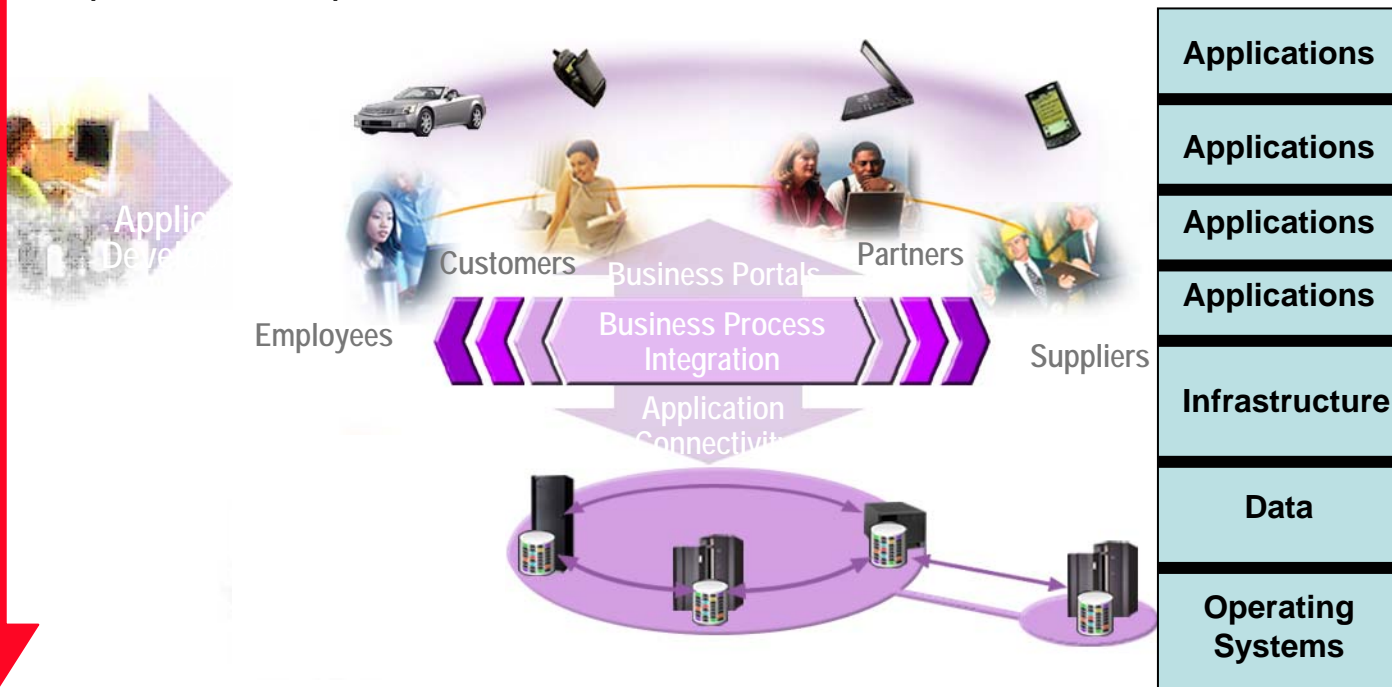 Customers
Partners
Business Portals
Employees
Business Process
Integration
Suppliers
Application
Applications
Applications
Applications
Applications
Infrastructure
Data
Operating
Systems